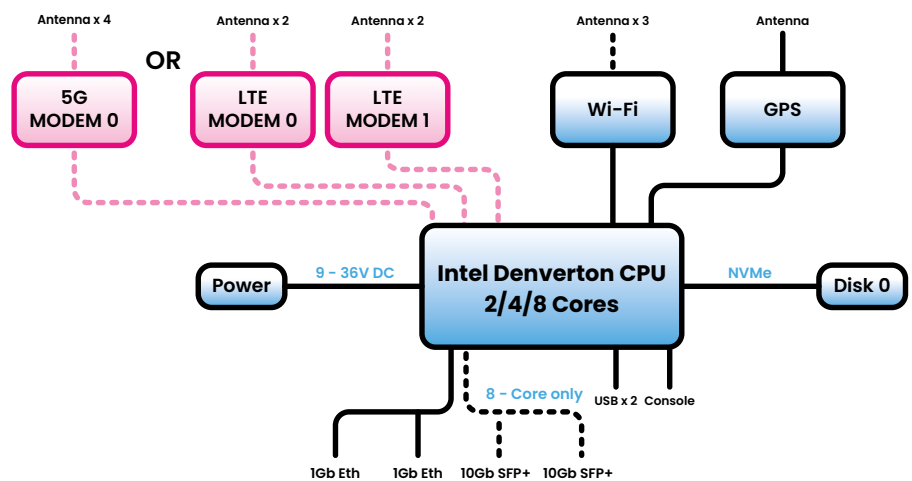 Antenna x 4
Antenna x 2
Antenna x 2
Antenna x 3
Antenna
OR
5G
MODEM 0
LTE
MODEM 0
LTE
MODEM 1
Wi-Fi
GPS
Power
9 - 36V DC
Intel Denverton CPU
2/4/8 Cores
NVMe
Disk 0
8 - Core only
USB x 2
Console
1Gb Eth
1Gb Eth
10Gb SFP+
10Gb SFP+